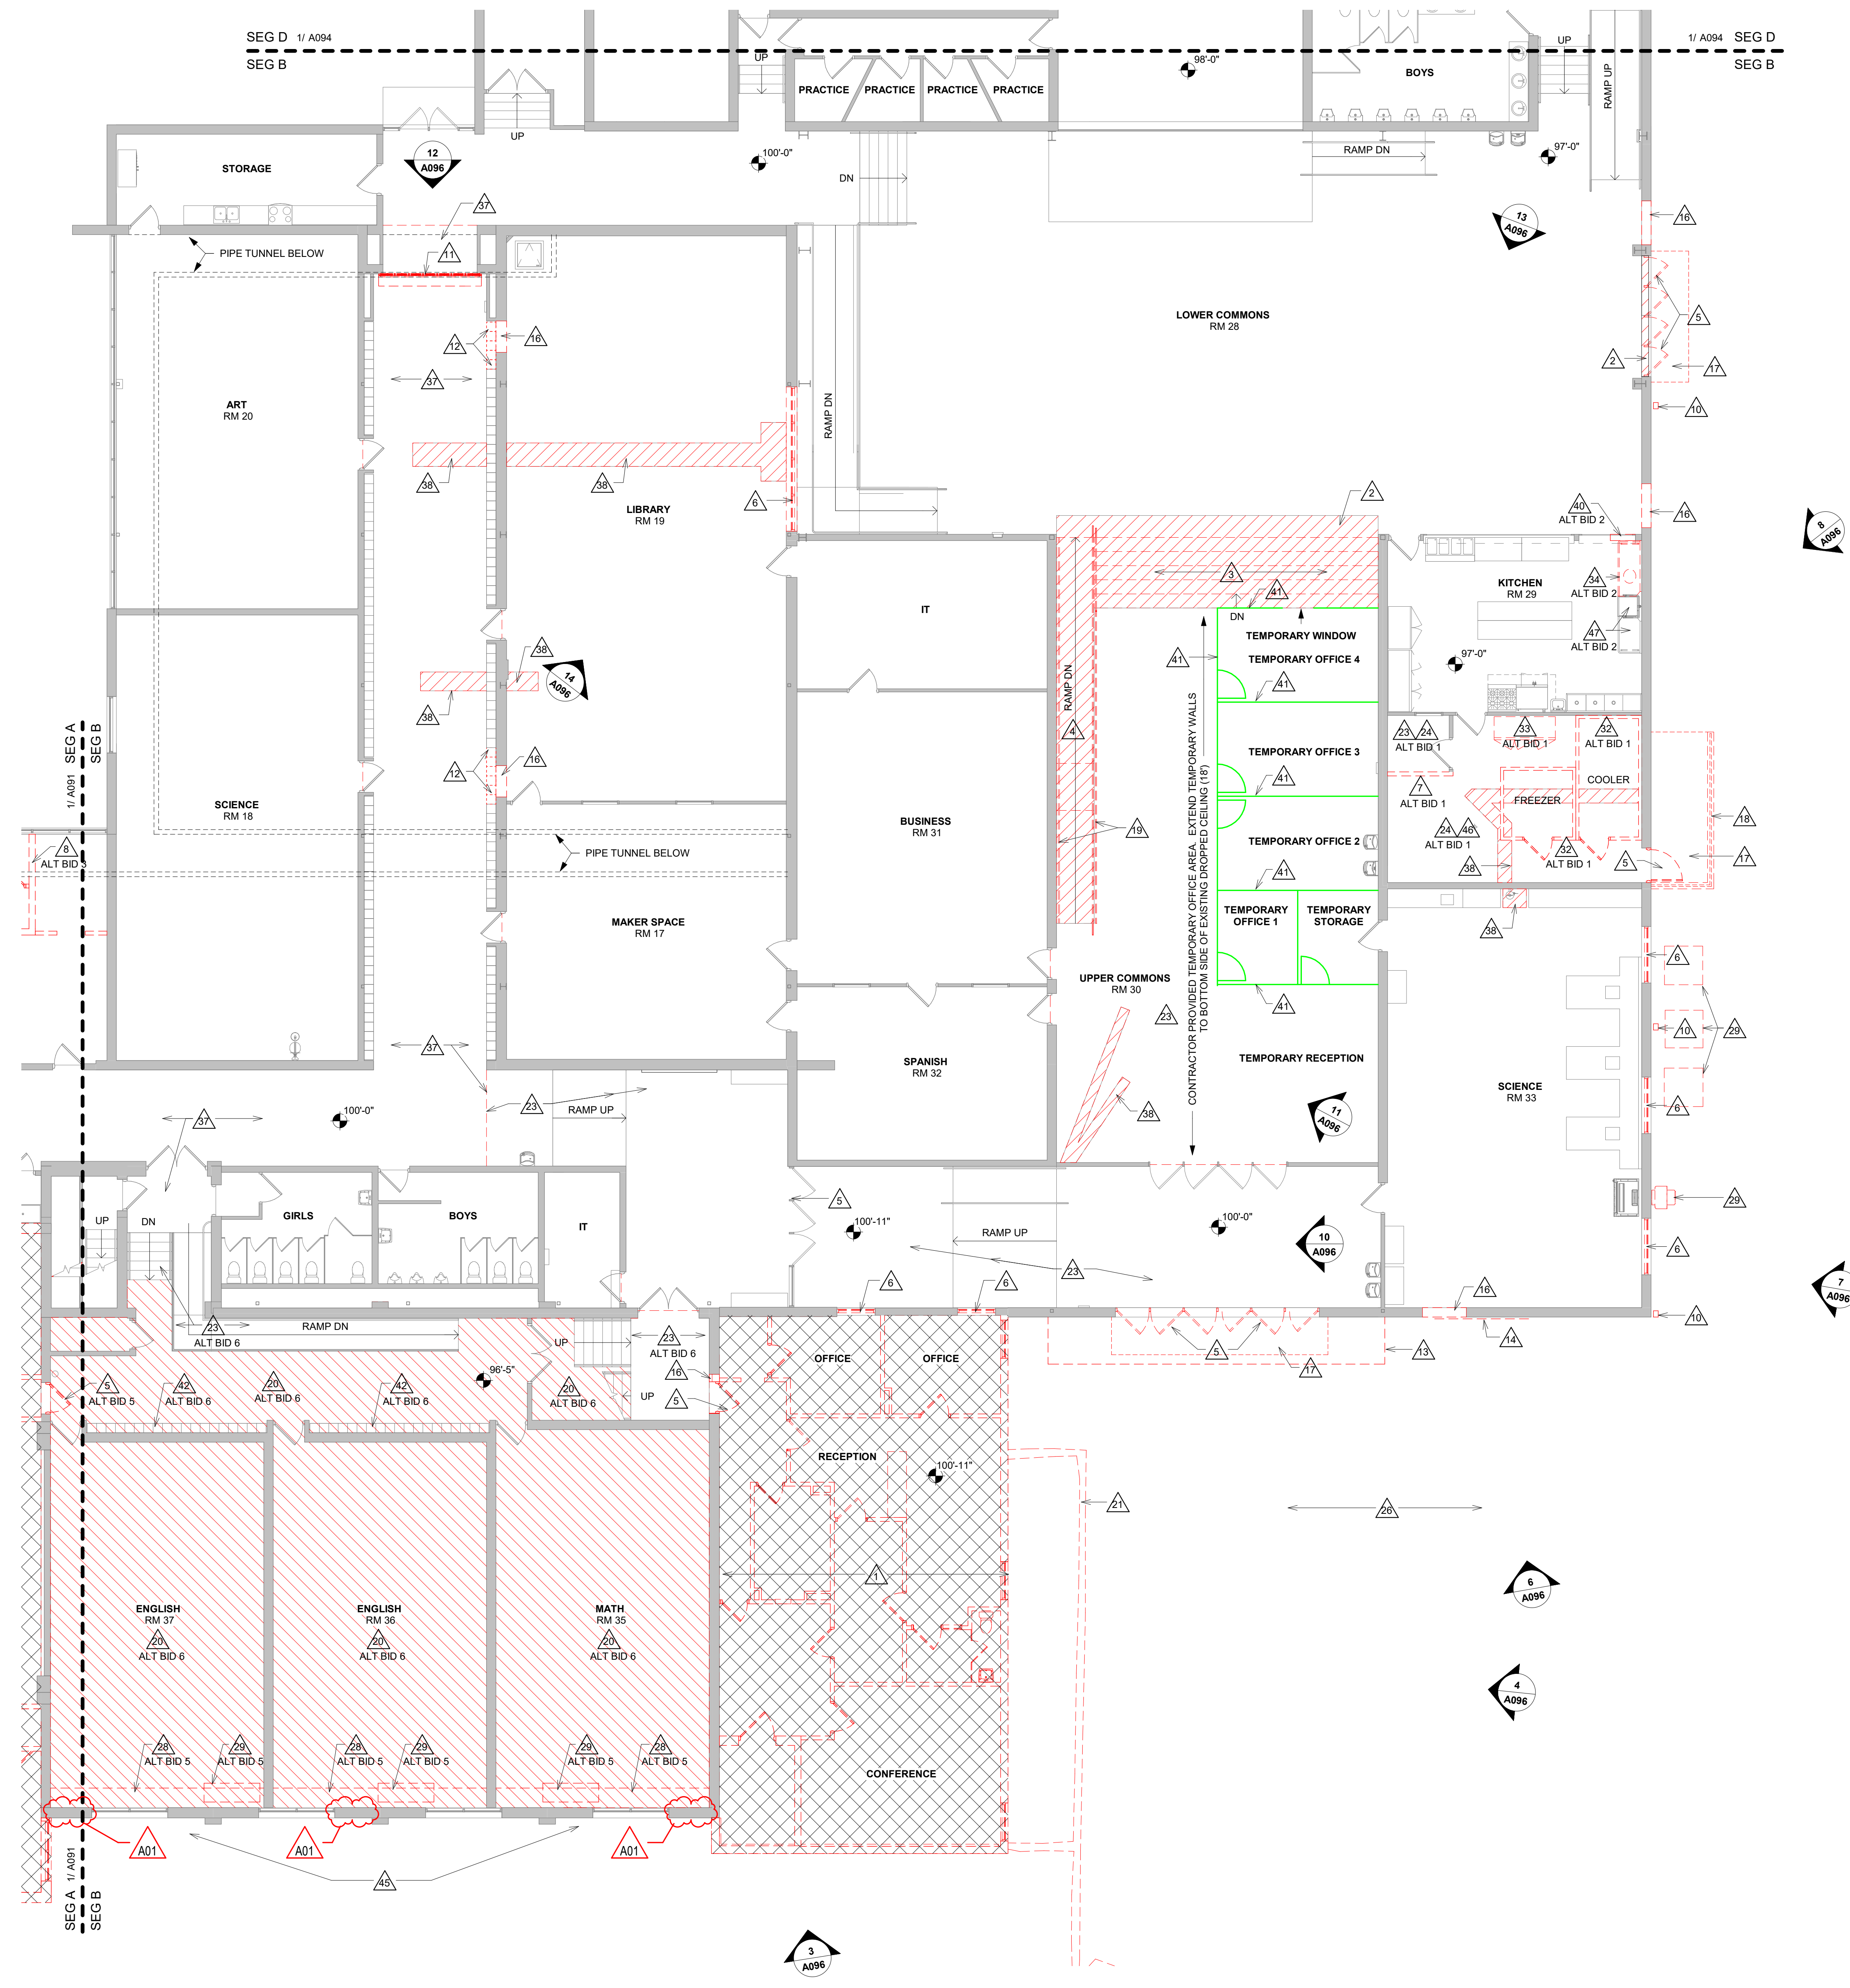 SEG D 1/ A094
SEG B
1/ A094 SEG D
SEG B
UP
UP
UP
UP
98'-0"
BOYS
RAMP UP
PRACTICE
PRACTICE
PRACTICE
PRACTICE
STORAGE
12
A096
100'-0"
DN
RAMP DN
97'-0"
37
13
A096
16
PIPE TUNNEL BELOW
11
LOWER COMMONS
RM 28
5
12
16
2
17
37
10
ART
RM 20
RAMP DN
38
38
6
LIBRARY
RM 19
2
40
ALT BID 2
16
8
A096
3
41
DN
KITCHEN
RM 29
34
ALT BID 2
IT
TEMPORARY WINDOW
47
ALT BID 2
38
14
A096
41
TEMPORARY OFFICE 4
97'-0"
41
RAMP DN
38
4
SEG A
SEG B
1/ A091
23
24
ALT BID 1
33
ALT BID 1
32
ALT BID 1
12
16
TEMPORARY OFFICE 3
41
7
ALT BID 1
COOLER
FREEZER
SCIENCE
RM 18
BUSINESS
RM 31
19
18
8
ALT BID 3
PIPE TUNNEL BELOW
TEMPORARY OFFICE 2
24
46
ALT BID 1
32
ALT BID 1
5
17
41
38
MAKER SPACE
RM 17
TEMPORARY
OFFICE 1
TEMPORARY
STORAGE
38
CONTRACTOR PROVIDED TEMPORARY OFFICE AREA. EXTEND TEMPORARY WALLS
TO BOTTOM SIDE OF EXISTING DROPPED CEILING (18')
6
UPPER COMMONS
RM 30
23
41
10
29
37
SPANISH
RM 32
TEMPORARY RECEPTION
SCIENCE
RM 33
100'-0"
37
23
RAMP UP
38
11
A096
6
UP
DN
GIRLS
BOYS
IT
5
29
100'-11"
100'-0"
RAMP UP
10
A096
6
23
6
6
16
7
A096
23
ALT BID 6
RAMP DN
UP
23
ALT BID 6
14
10
OFFICE
OFFICE
5
17
13
96'-5"
16
5
ALT BID 5
42
ALT BID 6
20
ALT BID 6
42
ALT BID 6
20
ALT BID 6
UP
5
RECEPTION
100'-11"
21
26
1
6
A096
ENGLISH
RM 37
20
ALT BID 6
ENGLISH
RM 36
20
ALT BID 6
MATH
RM 35
20
ALT BID 6
4
A096
28
ALT BID 5
29
ALT BID 5
28
ALT BID 5
29
ALT BID 5
29
ALT BID 5
28
ALT BID 5
CONFERENCE
A01
A01
A01
SEG A
SEG B
1/ A091
45
3
A096